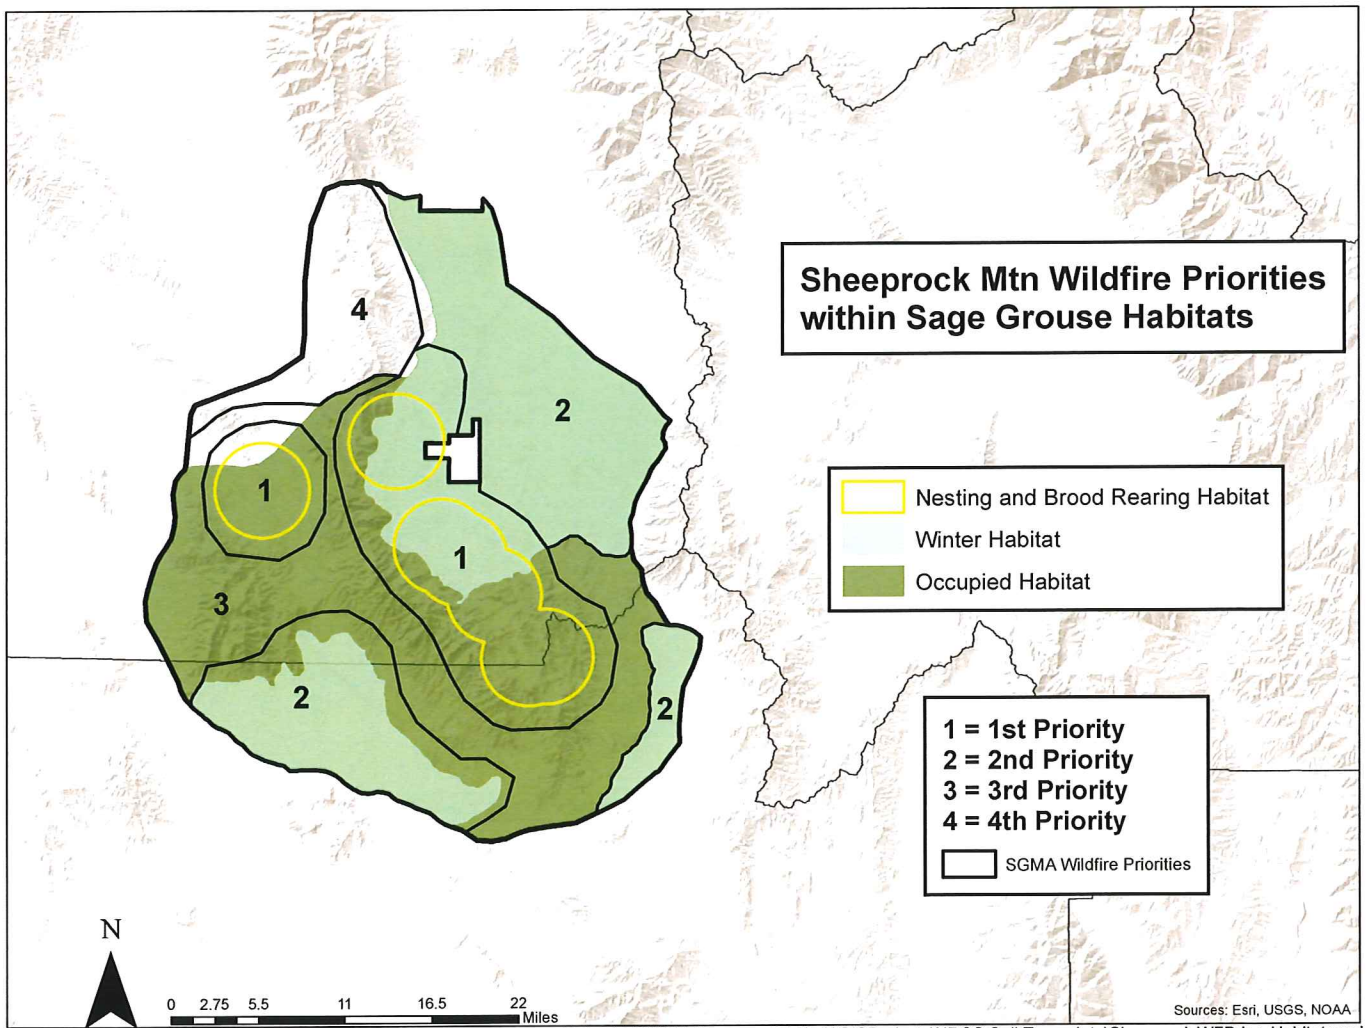 Sheeprock Mtn Wildfire Priorities
within Sage Grouse Habitats
4
2
1
1
3
2
2
Nesting and Brood Rearing Habitat
Winter Habitat
Occupied Habitat
1 = 1st Priority
2 = 2nd Priority
3 = 3rd Priority
4 = 4th Priority
SGMA Wildfire Priorities
N
0 2.75 5.5 11 16.5 22
Miles
Sources: Esri, USGS, NOAA